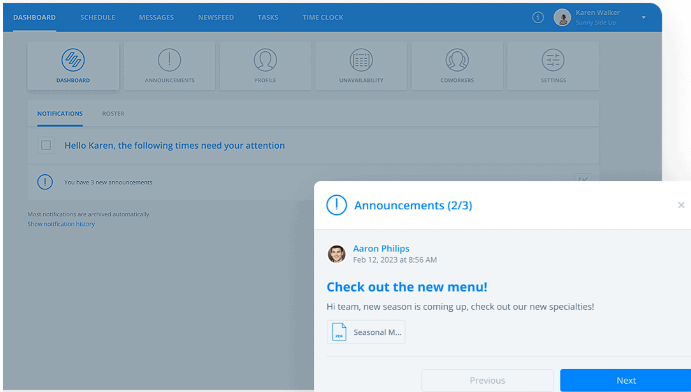 DASHBOARD SCHEDULE MESSAGES NEWSFEED TASKS TIME CLOCK
Karen Walker
Sunny Side Up
DASHBOARD ANNOUNCEMENTS PROFILE UNAVAILABILITY COWORKERS SETTINGS
NOTIFICATIONS ROSTER
Hello Karen, the following times need your attention
You have 3 new announcements
Most notifications are archived automatically
Show notification history
Announcements (2/3)
Aaron Philips
Feb 12, 2023 at 8:56 AM
Check out the new menu!
Hi team, new season is coming up, check out our new specialties!
Seasonal M...
Previous Next